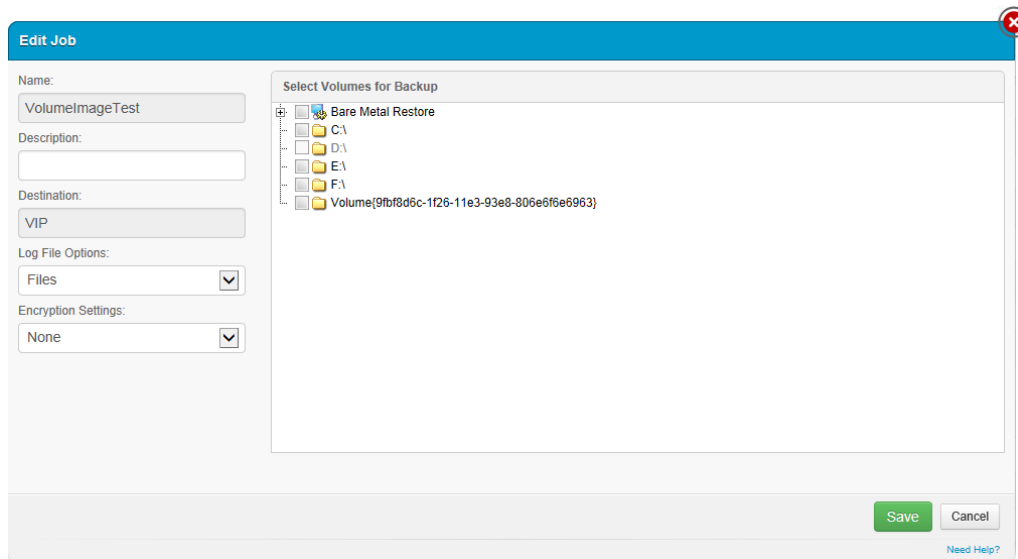 Edit Job
Name:
VolumeImageTest
Description:
Destination:
VIP
Log File Options:
Files
Encryption Settings:
None
Select Volumes for Backup
Bare Metal Restore
C:\
D:\
E:\
F:\
Volume{9fbf8d6c-1f26-11e3-93e8-806e6f6e6963}
Save
Cancel
Need Help?